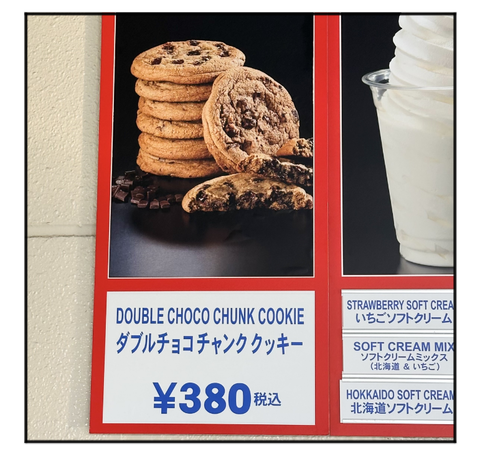 DOUBLE CHOCO CHUNK COOKIE
ダブルチョコチャンククッキー
¥380税込
STRAWBERRY SOFT CREA
いちごソフトクリーム
SOFT CREAM MIX
ソフトクリームミックス
(北海道 & いちご)
HOKKAIDO SOFT CREAM
北海道ソフトクリーム